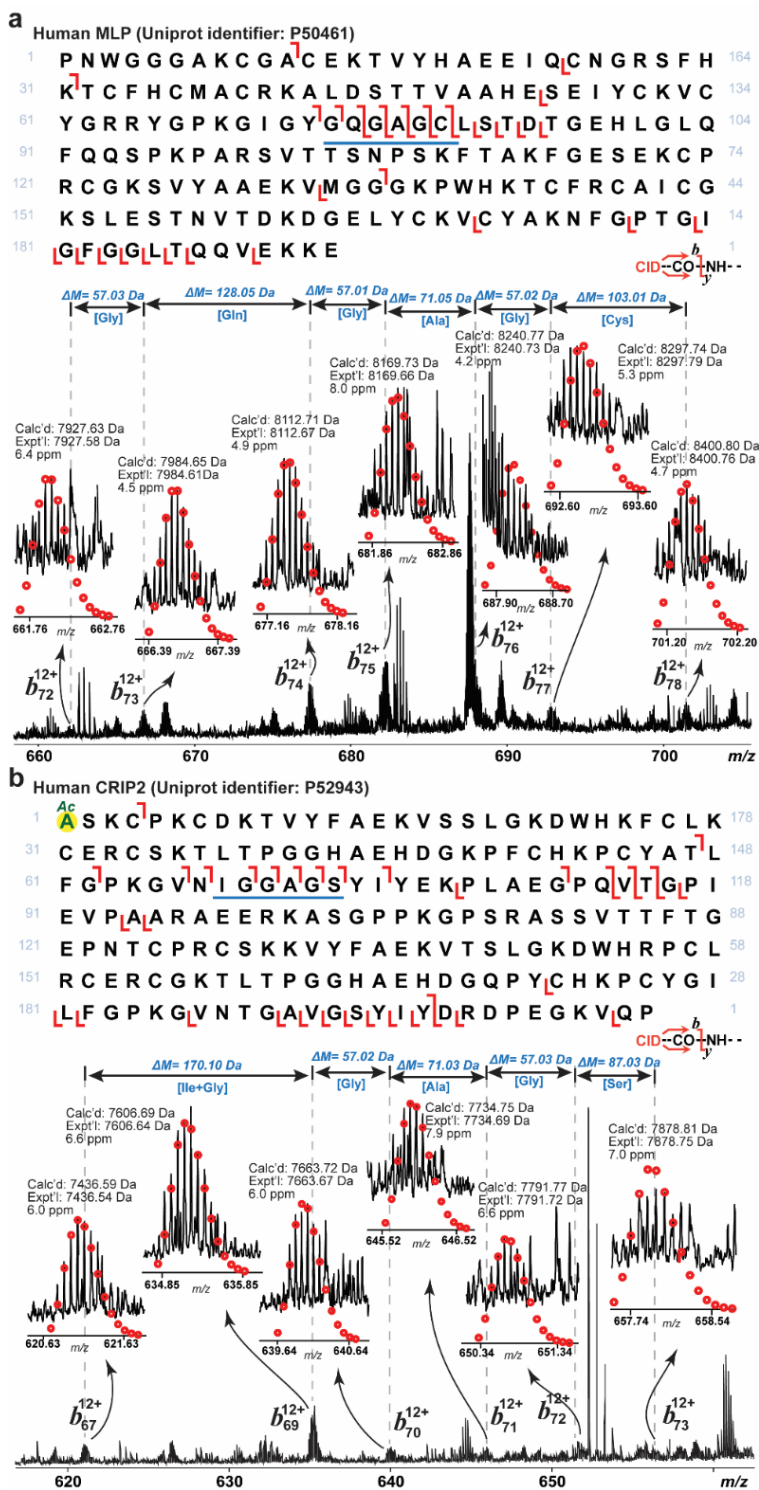 a
Human MLP (Uniprot identifier: P50461)
1 P N W G G G A K C G A C E K T V Y H A E E I Q C N G R S F H 164
31 K T C F H C M A C R K A L D S T T V A A H E S E I Y C K V C 134
61 Y G R R Y G P K G I G Y G Q G A G C L S T D T G E H L G L Q 104
91 F Q Q S P K P A R S V T T S N P S K F T A K F G E S E K C P 74
121 R C G K S V Y A A E K V M G G G K P W H K T C F R C A I C G 44
151 K S L E S T N V T D K D G E L Y C K V C Y A K N F G P T G I 14
181 G F G G L T Q Q V E K K E 1
b
CID --CO--NH--
y
ΔM= 57.03 Da ΔM= 128.05 Da ΔM= 57.01 Da ΔM= 71.05 Da ΔM= 57.02 Da ΔM= 103.01 Da
[Gly] [Gln] [Gly] [Ala] [Gly] [Cys]
Calc'd: 7927.63 Da
Expt'l: 7927.58 Da
6.4 ppm
661.76 m/z 662.76
Calc'd: 7984.65 Da
Expt'l: 7984.61Da
4.5 ppm
666.39 m/z 667.39
Calc'd: 8112.71 Da
Expt'l: 8112.67 Da
4.9 ppm
677.16 m/z 678.16
Calc'd: 8169.73 Da
Expt'l: 8169.66 Da
8.0 ppm
681.86 m/z 682.86
Calc'd: 8240.77 Da
Expt'l: 8240.73 Da
4.2 ppm
687.90 m/z 688.70
Calc'd: 8297.74 Da
Expt'l: 8297.79 Da
5.3 ppm
692.60 m/z 693.60
Calc'd: 8400.80 Da
Expt'l: 8400.76 Da
4.7 ppm
701.20 m/z 702.20
b72 12+ b73 12+ b74 12+ b75 12+ b76 12+ b77 12+ b78 12+
660 670 680 690 700 m/z
b
Human CRIP2 (Uniprot identifier: P52943)
Ac
1 A S K C P K C D K T V Y F A E K V S S L G K D W H K F C L K 178
31 C E R C S K T L T P G G H A E H D G K P F C H K P C Y A T L 148
61 F G P K G V N I G G A G S Y I Y E K P L A E G P Q V T G P I 118
91 E V P A A R A E E R K A S G P P K G P S R A S S V T T F T G 88
121 E P N T C P R C S K K V Y F A E K V T S L G K D W H R P C L 58
151 R C E R C G K T L T P G G H A E H D G Q P Y C H K P C Y G I 28
181 L F G P K G V N T G A V G S Y I Y D R D P E G K V Q P 1
b
CID --CO--NH--
y
ΔM= 170.10 Da ΔM= 57.02 Da ΔM= 71.03 Da ΔM= 57.03 Da ΔM= 87.03 Da
[Ile+Gly] [Gly] [Ala] [Gly] [Ser]
Calc'd: 7436.59 Da
Expt'l: 7436.54 Da
6.0 ppm
620.63 m/z 621.63
Calc'd: 7606.69 Da
Expt'l: 7606.64 Da
6.6 ppm
634.85 m/z 635.85
Calc'd: 7663.72 Da
Expt'l: 7663.67 Da
6.0 ppm
639.64 m/z 640.64
Calc'd: 7734.75 Da
Expt'l: 7734.69 Da
7.9 ppm
645.52 m/z 646.52
Calc'd: 7791.77 Da
Expt'l: 7791.72 Da
6.6 ppm
650.34 m/z 651.34
Calc'd: 7878.81 Da
Expt'l: 7878.75 Da
7.0 ppm
657.74 m/z 658.54
b67 12+ b69 12+ b70 12+ b71 12+ b72 12+ b73 12+
620 630 640 650 m/z